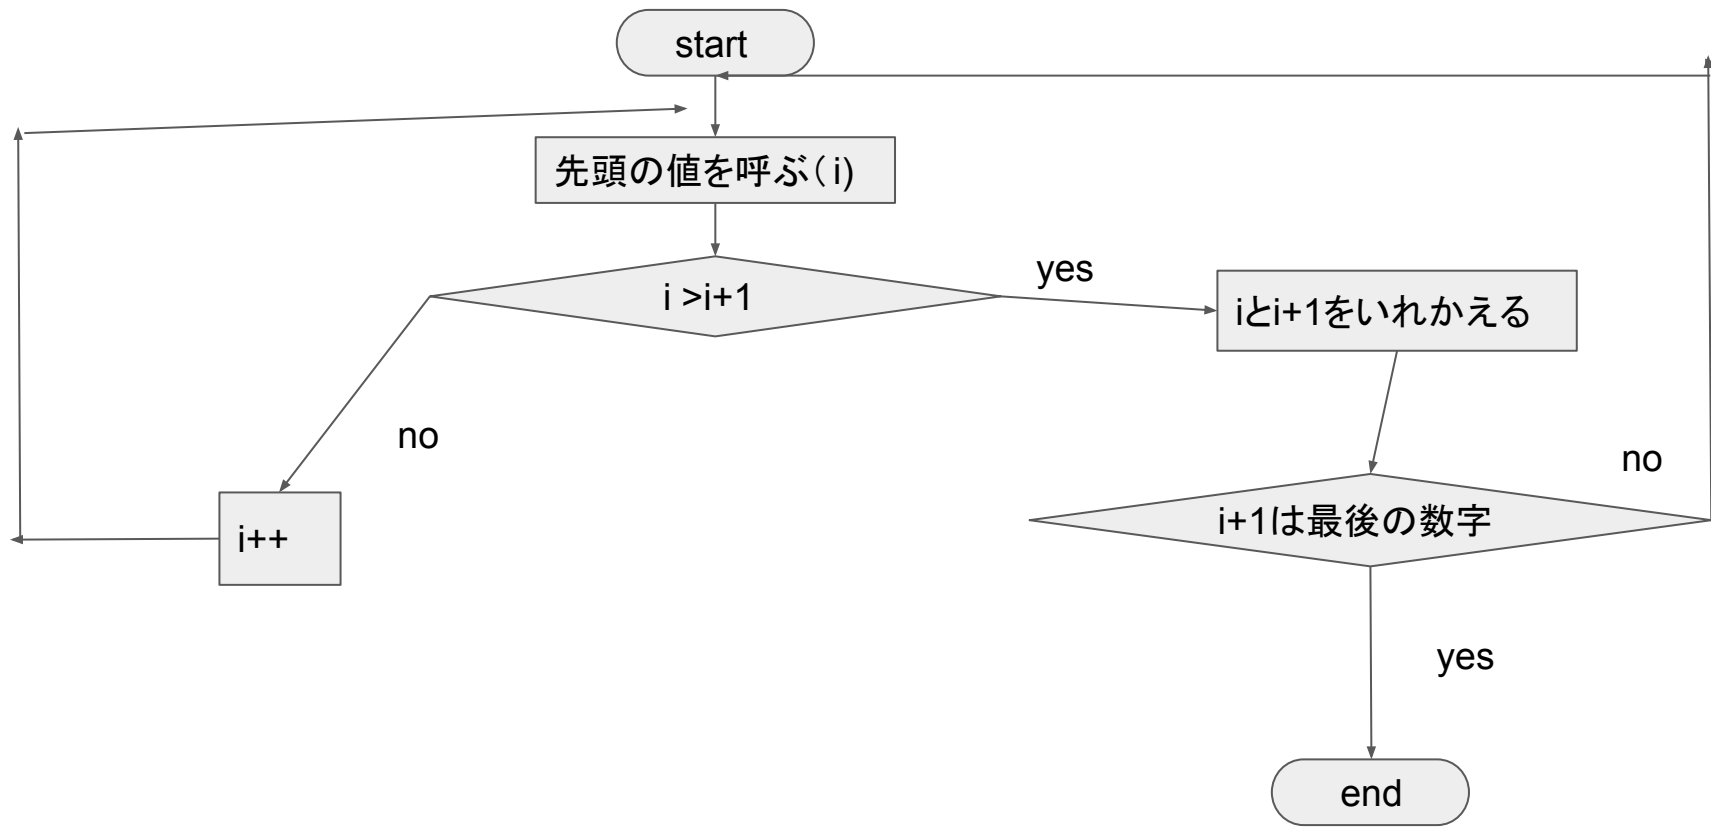 start
先頭の値を呼ぶ（i)
i >i+1
yes
iとi+1をいれかえる
no
i++
no
i+1は最後の数字
yes
end